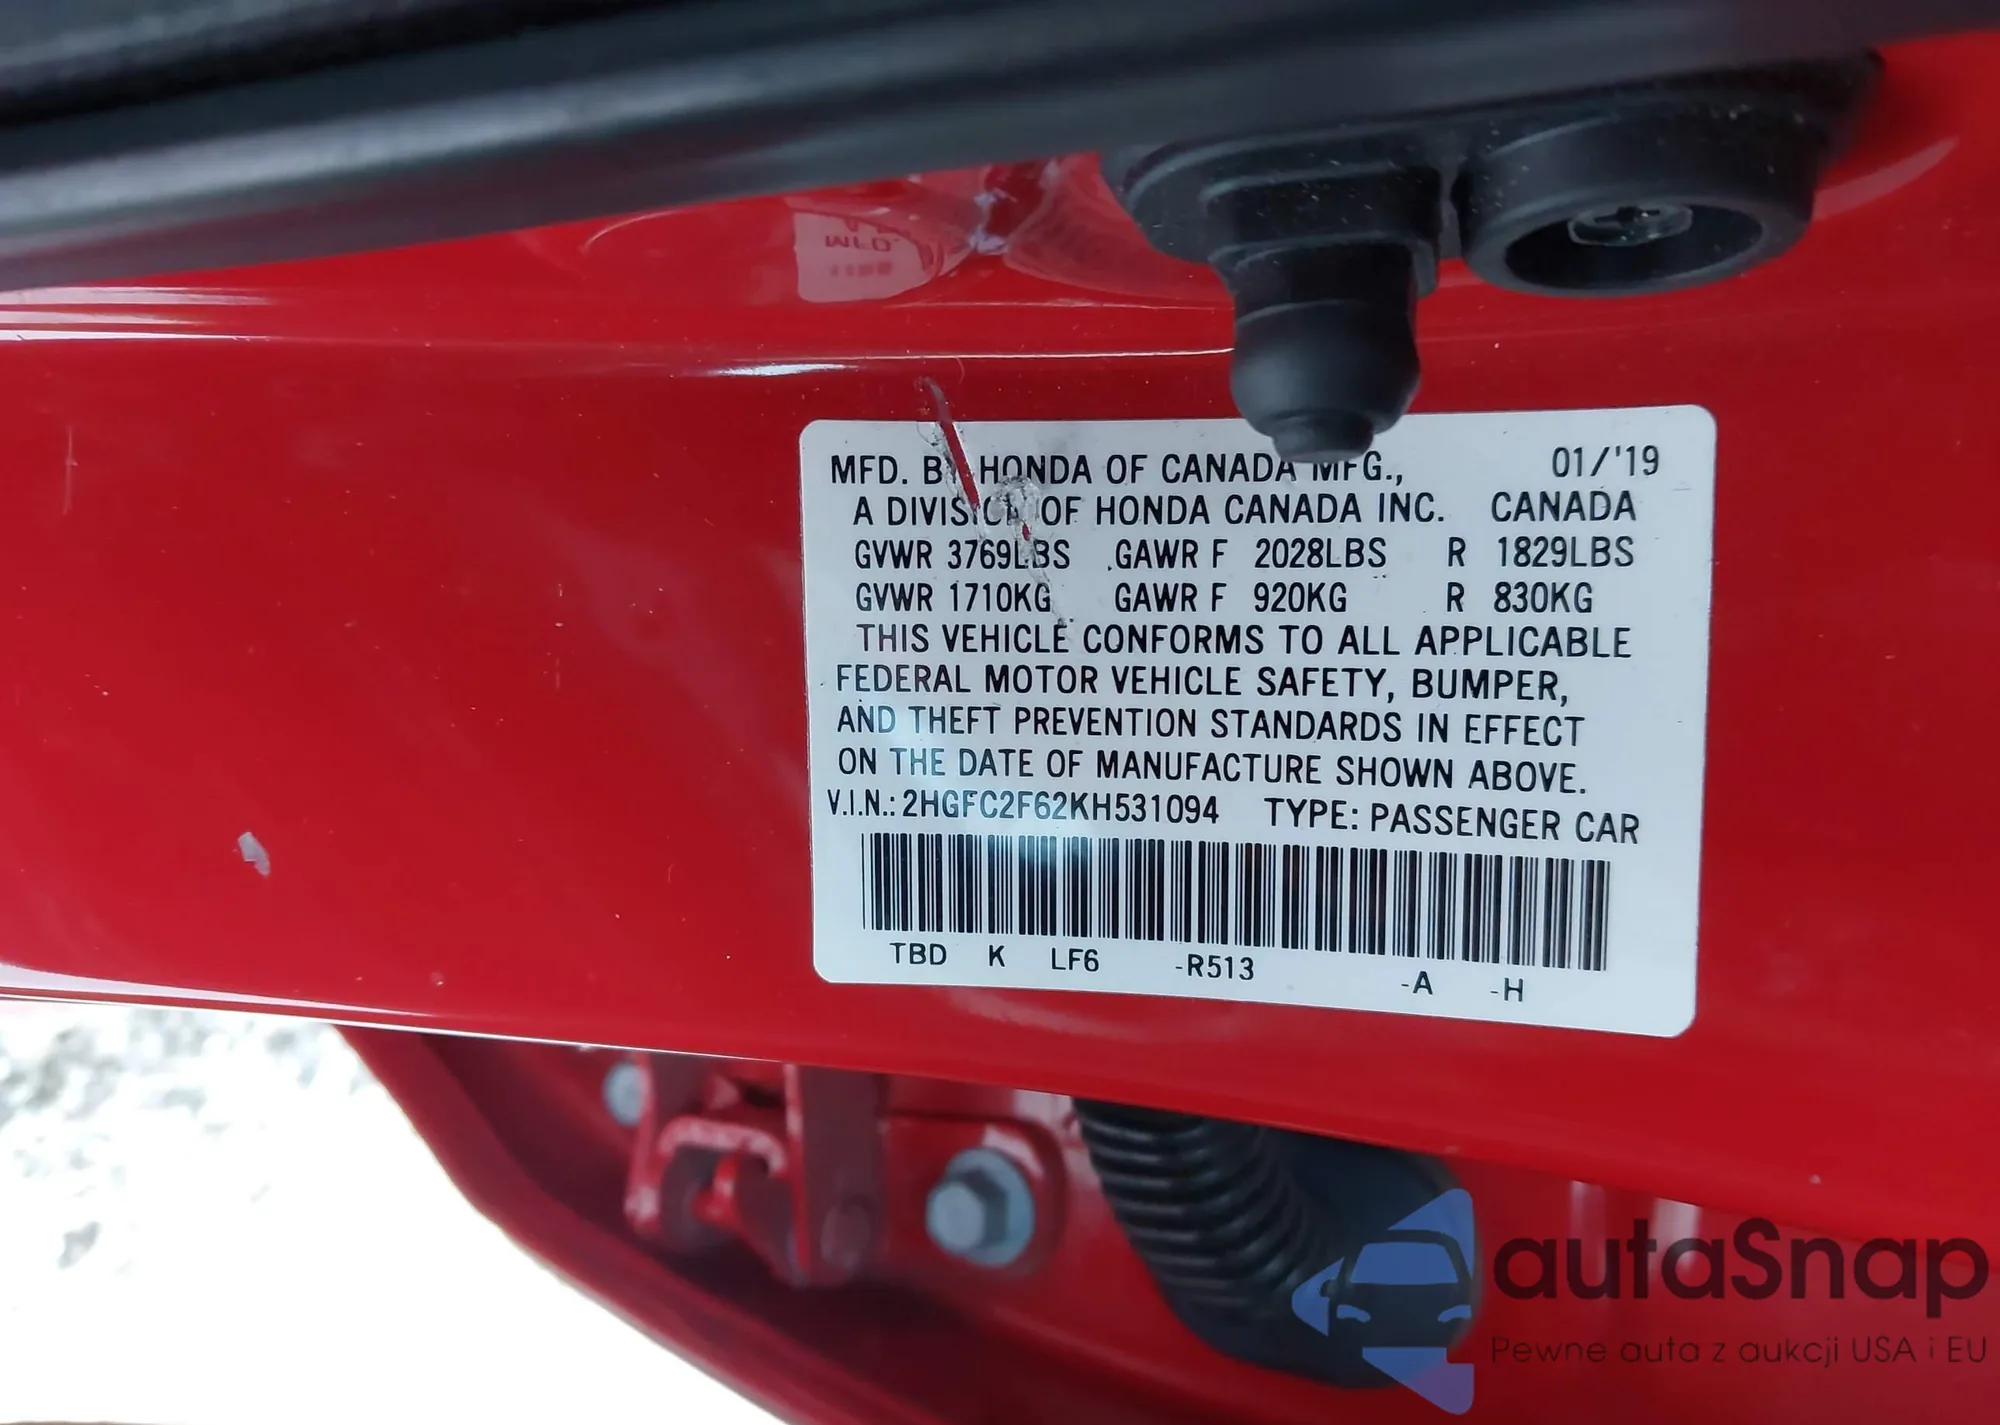 MFD.
MFD. BY HONDA OF CANADA MFG., 01/'19
A DIVISION OF HONDA CANADA INC. CANADA
GVWR 3769LBS GAWR F 2028LBS R 1829LBS
GVWR 1710KG GAWR F 920KG R 830KG
THIS VEHICLE CONFORMS TO ALL APPLICABLE
FEDERAL MOTOR VEHICLE SAFETY, BUMPER,
AND THEFT PREVENTION STANDARDS IN EFFECT
ON THE DATE OF MANUFACTURE SHOWN ABOVE.
V.I.N.: 2HGFC2F62KH531094 TYPE: PASSENGER CAR
TBD K LF6 -R513 -A -H
autaSnap
Pewne auta z aukcji USA i EU